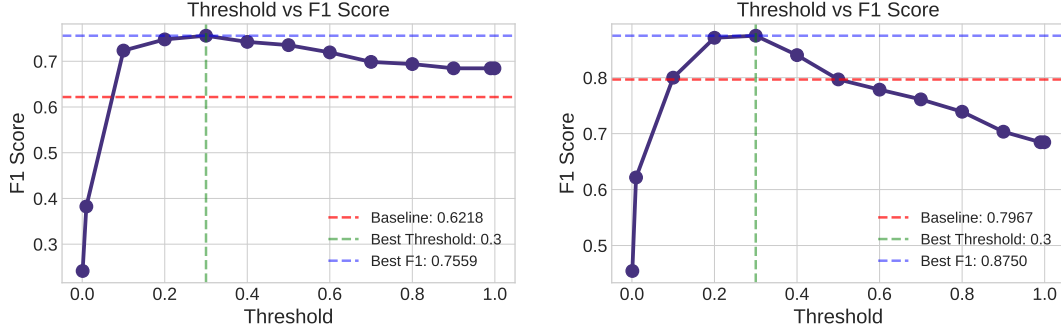 Threshold vs F1 Score
F1 Score
0.7
0.6
0.5
0.4
0.3
Baseline: 0.6218
Best Threshold: 0.3
Best F1: 0.7559
0.0 0.2 0.4 0.6 0.8 1.0
Threshold
Threshold vs F1 Score
F1 Score
0.8
0.7
0.6
0.5
Baseline: 0.7967
Best Threshold: 0.3
Best F1: 0.8750
0.0 0.2 0.4 0.6 0.8 1.0
Threshold